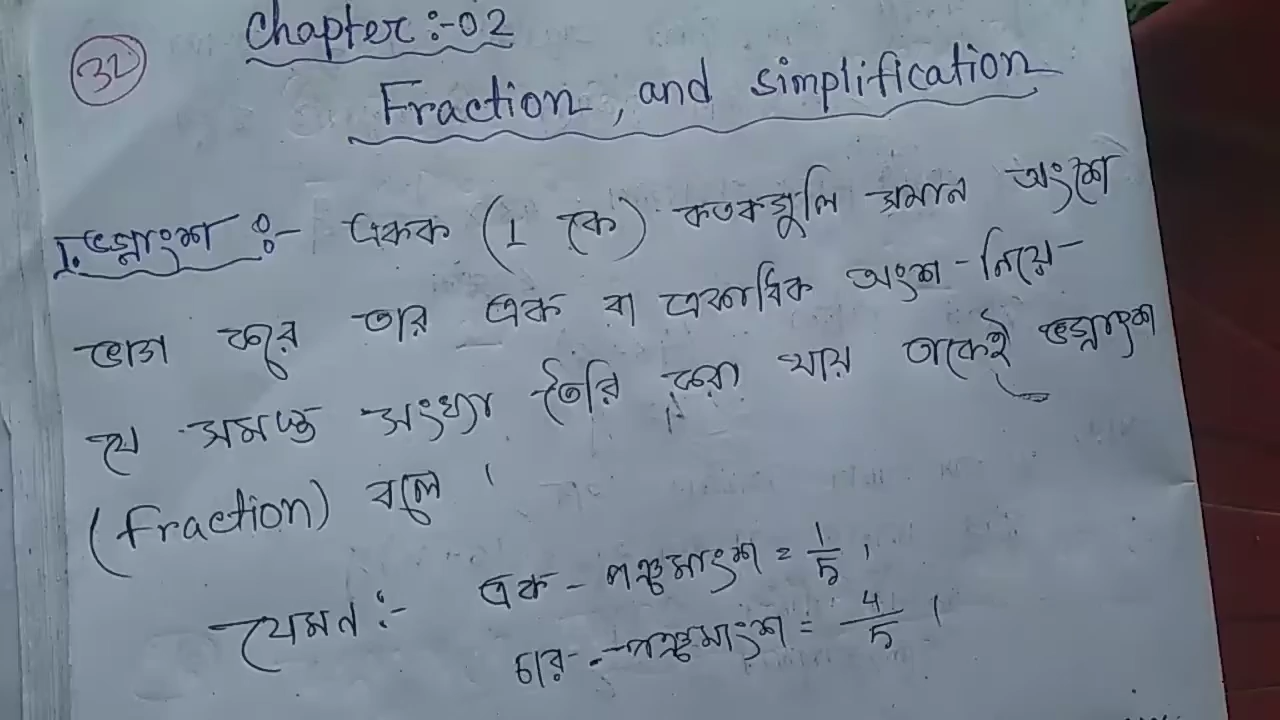 32
Chapter :- 02
Fraction, and simplification
1. ভগ্নাংশ :- একক (1 কে) কতকগুলি সমান অংশে
ভাগ করে তার এক বা একাধিক অংশ নিয়ে-
যে সমস্ত সংখ্যা তৈরি করা যায় তাকেই ভগ্নাংশ
(Fraction) বলে ।
যেমন :- এক - পঞ্চমাংশ = 1/5 ।
চার - পঞ্চমাংশ = 4/5 ।